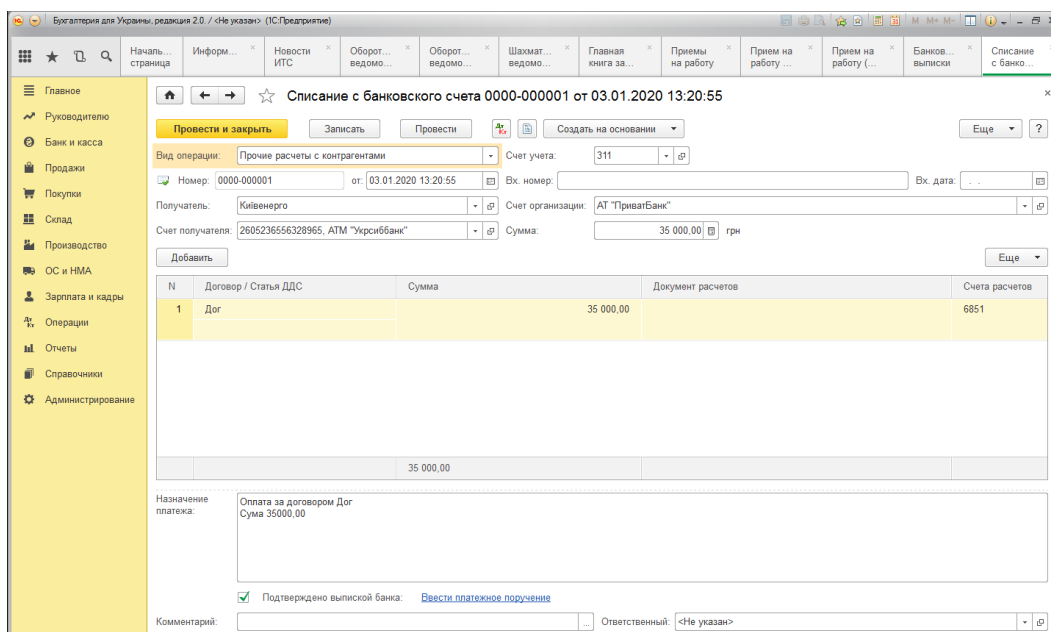 Бухгалтерия для Украины, редакция 2.0. / <Не указан> (1С:Предприятие)
M M+ M-
Началь... Информ... Новости Оборот... Оборот... Шахмат... Главная Приемы Прием на Прием на Банков... Списание
страница ИТС ведомо... ведомо... ведомо... книга за... на работу работу ... работу (... выписки с банко...
Главное
Руководителю
Банк и касса
Продажи
Покупки
Склад
Производство
ОС и НМА
Зарплата и кадры
Операции
Отчеты
Справочники
Администрирование
Списание с банковского счета 0000-000001 от 03.01.2020 13:20:55
Провести и закрыть Записать Провести Дт Кт Создать на основании Еще ?
Вид операции: Прочие расчеты с контрагентами Счет учета: 311
Номер: 0000-000001 от: 03.01.2020 13:20:55 Вх. номер: Вх. дата: . .
Получатель: Київенерго Счет организации: АТ "ПриватБанк"
Счет получателя: 2605236556328965, АТМ "Укрсиббанк" Сумма: 35 000,00 грн
Добавить Еще
N Договор / Статья ДДС Сумма Документ расчетов Счета расчетов
1 Дог 35 000,00 6851
35 000,00
Назначение платежа:
Оплата за договором Дог
Сума 35000,00
Подтверждено выпиской банка: Ввести платежное поручение
Комментарий: ... Ответственный: <Не указан>